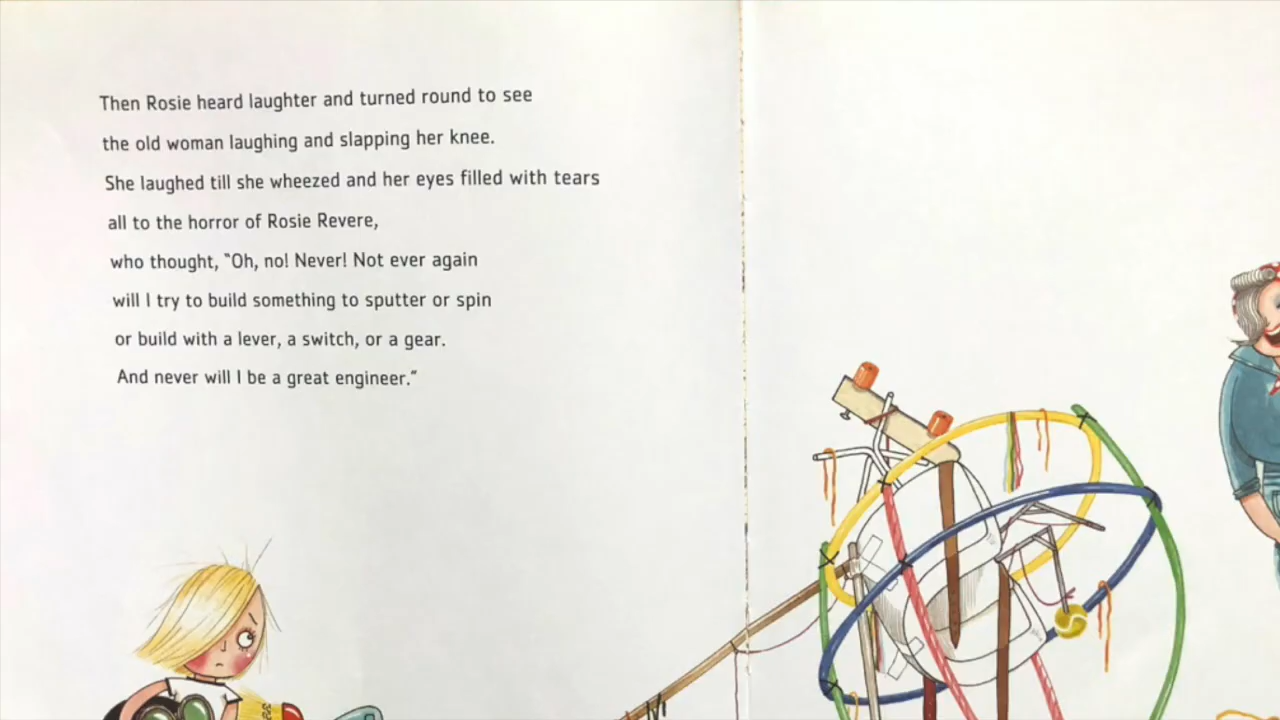 Then Rosie heard laughter and turned round to see
the old woman laughing and slapping her knee.
She laughed till she wheezed and her eyes filled with tears
all to the horror of Rosie Revere,
who thought, “Oh, no! Never! Not ever again
will I try to build something to sputter or spin
or build with a lever, a switch, or a gear.
And never will I be a great engineer.”